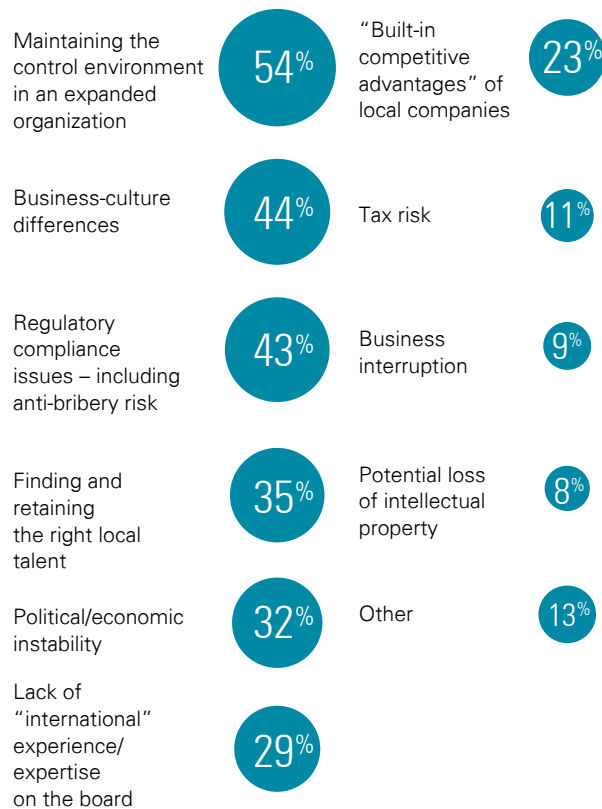 Maintaining the
control environment
in an expanded
organization
54%
Business-culture
differences
44%
Regulatory
compliance
issues – including
anti-bribery risk
43%
Finding and
retaining
the right local
talent
35%
Political/economic
instability
32%
Lack of
“international”
experience/
expertise
on the board
29%
“Built-in
competitive
advantages” of
local companies
23%
Tax risk
11%
Business
interruption
9%
Potential loss
of intellectual
property
8%
Other
13%